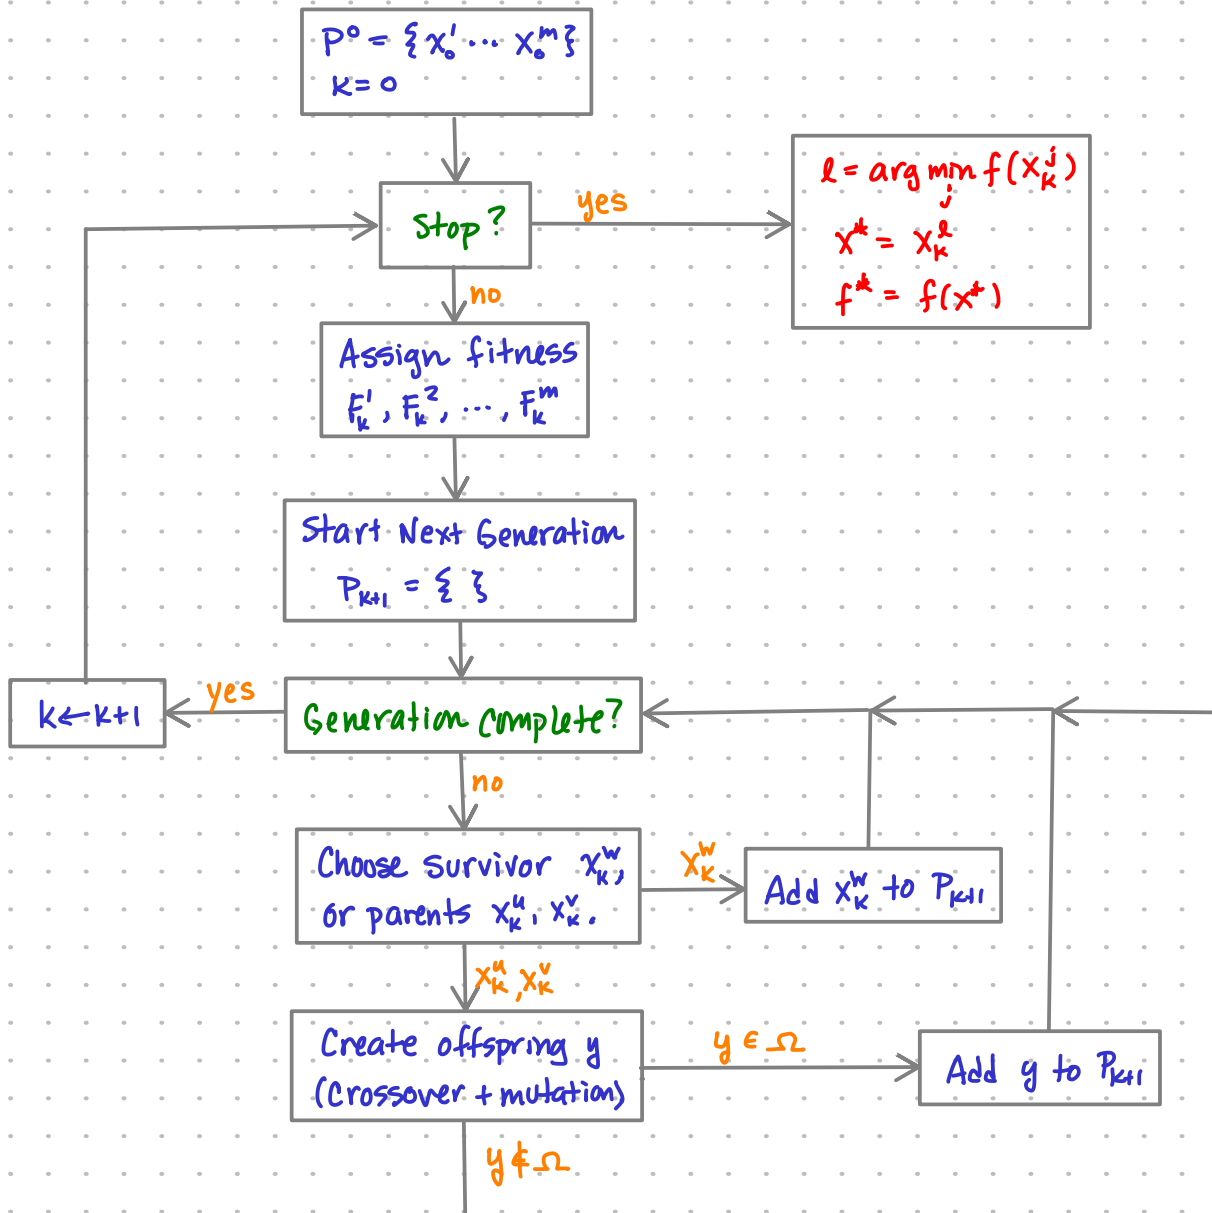 P⁰ = { x₀¹ ⋯ x₀ᵐ }
k = 0
Stop?
yes
ℓ = arg min f(xₖʲ)
j
x* = xₖˡ
f* = f(x*)
no
Assign fitness
Fₖ¹, Fₖ², ⋯, Fₖᵐ
Start Next Generation
Pₖ₊₁ = { }
Generation Complete?
yes
k ← k+1
no
Choose survivor xₖʷ,
or parents xₖᵘ, xₖᵛ.
xₖʷ
Add xₖʷ to Pₖ₊₁
xₖᵘ, xₖᵛ
Create offspring y
(Crossover + mutation)
y ∈ Ω
Add y to Pₖ₊₁
y ∉ Ω